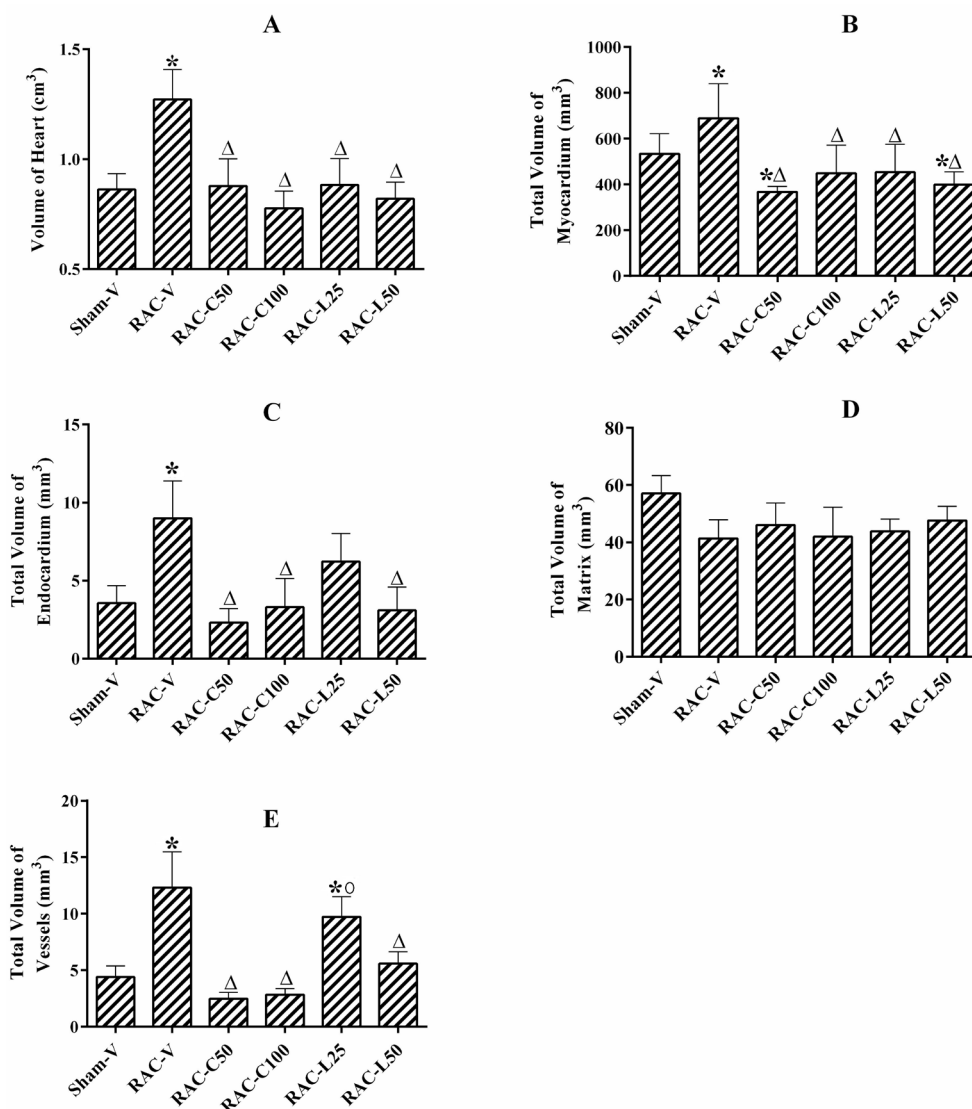 A
Volume of Heart (cm³)
1.5
1.0
0.5
*
Δ
Δ
Δ
Δ
Sham-V
RAC-V
RAC-C50
RAC-C100
RAC-L25
RAC-L50
B
Total Volume of
Myocardium (mm³)
1000
800
600
400
200
0
*
*Δ
Δ
Δ
*Δ
Sham-V
RAC-V
RAC-C50
RAC-C100
RAC-L25
RAC-L50
C
Total Volume of
Endocardium (mm³)
15
10
5
0
*
Δ
Δ
Δ
Sham-V
RAC-V
RAC-C50
RAC-C100
RAC-L25
RAC-L50
D
Total Volume of
Matrix (mm³)
80
60
40
20
0
Sham-V
RAC-V
RAC-C50
RAC-C100
RAC-L25
RAC-L50
E
Total Volume of
Vessels (mm³)
20
15
10
5
0
*
Δ
Δ
*○
Δ
Sham-V
RAC-V
RAC-C50
RAC-C100
RAC-L25
RAC-L50